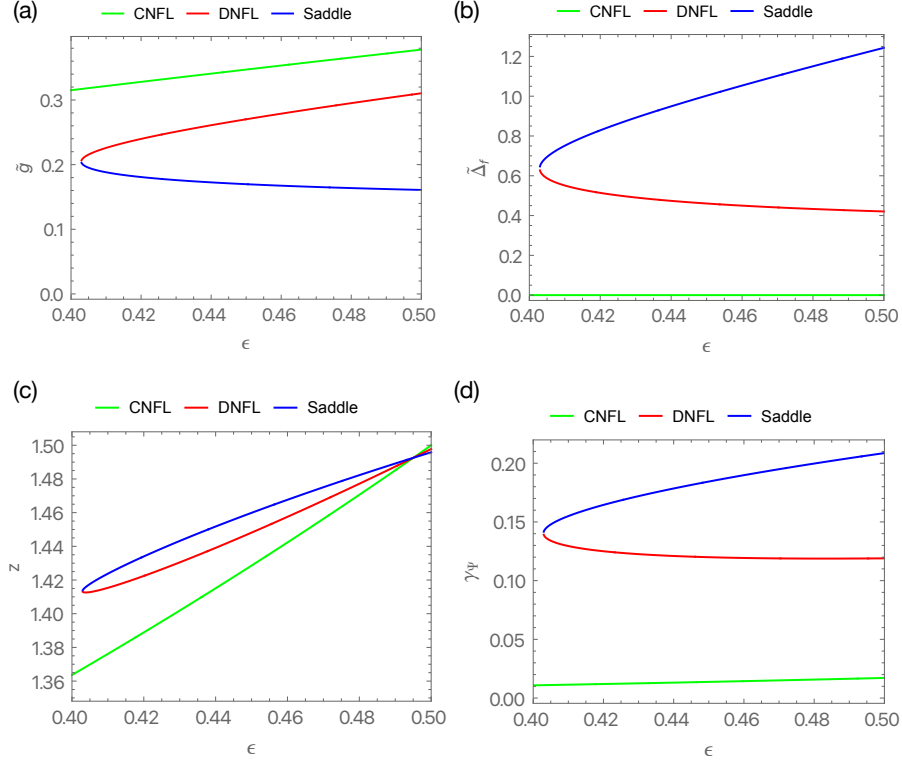 (a)
CNFL DNFL Saddle
0.3
0.2
0.1
0.0
g̃
0.40 0.42 0.44 0.46 0.48 0.50
ϵ
(b)
CNFL DNFL Saddle
1.2
1.0
0.8
0.6
0.4
0.2
0.0
Δ̃f
0.40 0.42 0.44 0.46 0.48 0.50
ϵ
(c)
CNFL DNFL Saddle
1.50
1.48
1.46
1.44
1.42
1.40
1.38
1.36
z
0.40 0.42 0.44 0.46 0.48 0.50
ϵ
(d)
CNFL DNFL Saddle
0.20
0.15
0.10
0.05
0.00
γΨ
0.40 0.42 0.44 0.46 0.48 0.50
ϵ